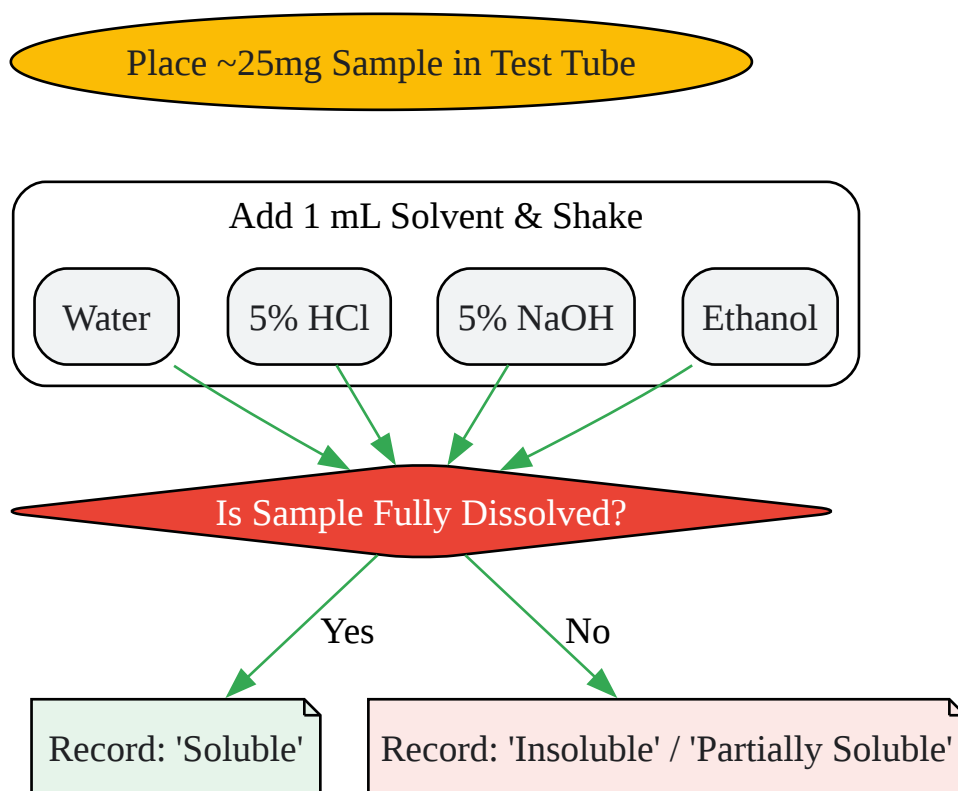 Place ~25mg Sample in Test Tube
Add 1 mL Solvent & Shake
Water
5% HCl
5% NaOH
Ethanol
Is Sample Fully Dissolved?
Yes
No
Record: 'Soluble'
Record: 'Insoluble' / 'Partially Soluble'